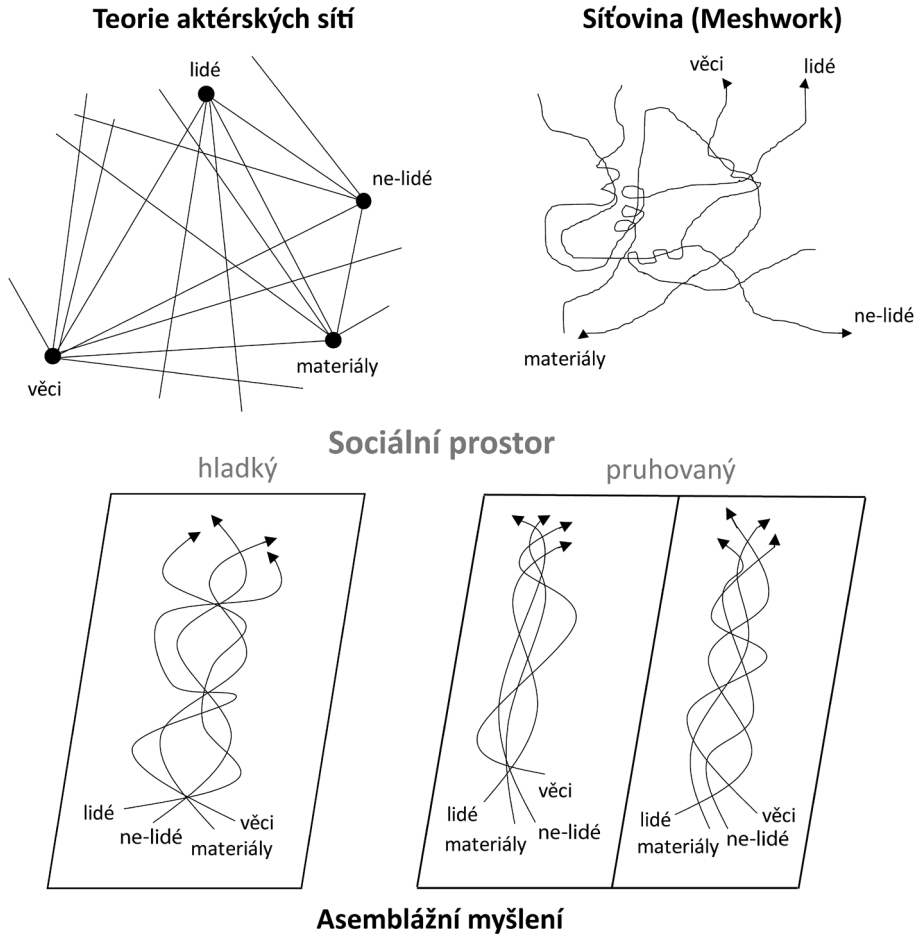 Teorie aktérských sítí
Síťovina (Meshwork)
lidé
ne-lidé
materiály
věci
věci
lidé
ne-lidé
materiály
Sociální prostor
hladký
pruhovaný
lidé
ne-lidé
materiály
věci
lidé
materiály
ne-lidé
věci
lidé
materiály
ne-lidé
věci
Asemblážní myšlení